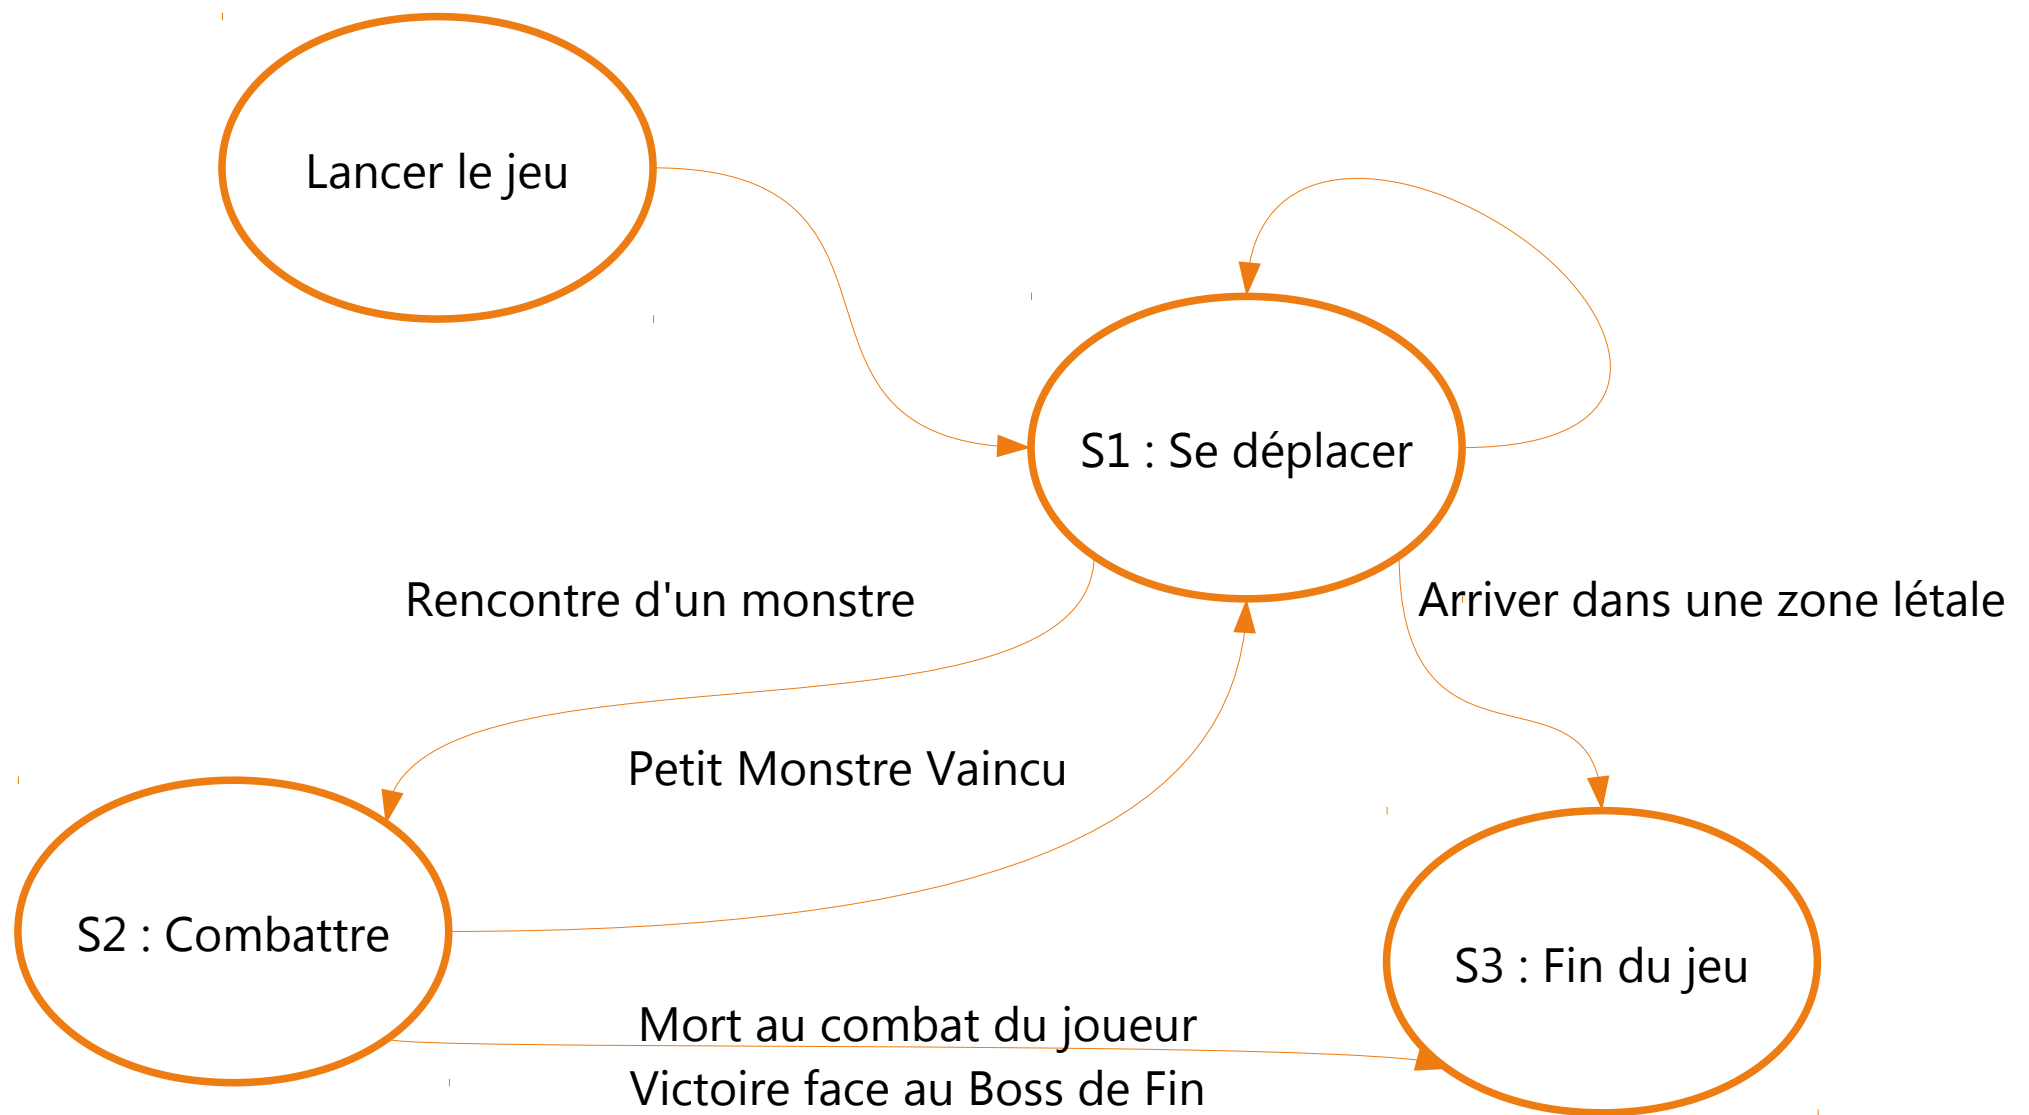 Lancer le jeu
S1 : Se déplacer
Rencontre d'un monstre
Arriver dans une zone létale
Petit Monstre Vaincu
S2 : Combattre
S3 : Fin du jeu
Mort au combat du joueur
Victoire face au Boss de Fin